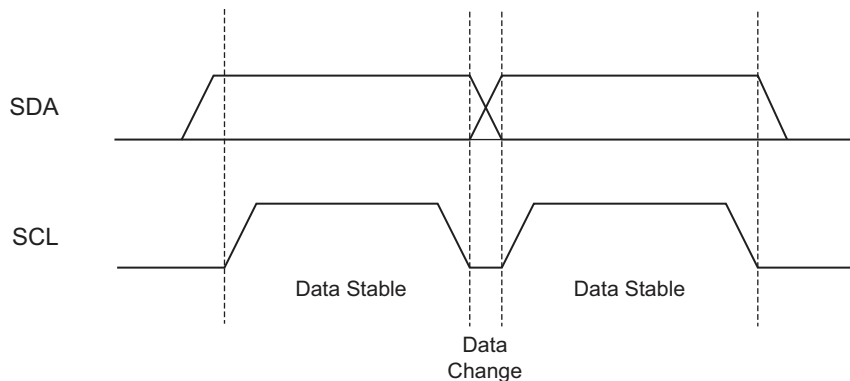 SDA
SCL
Data Stable
Data Stable
Data
Change